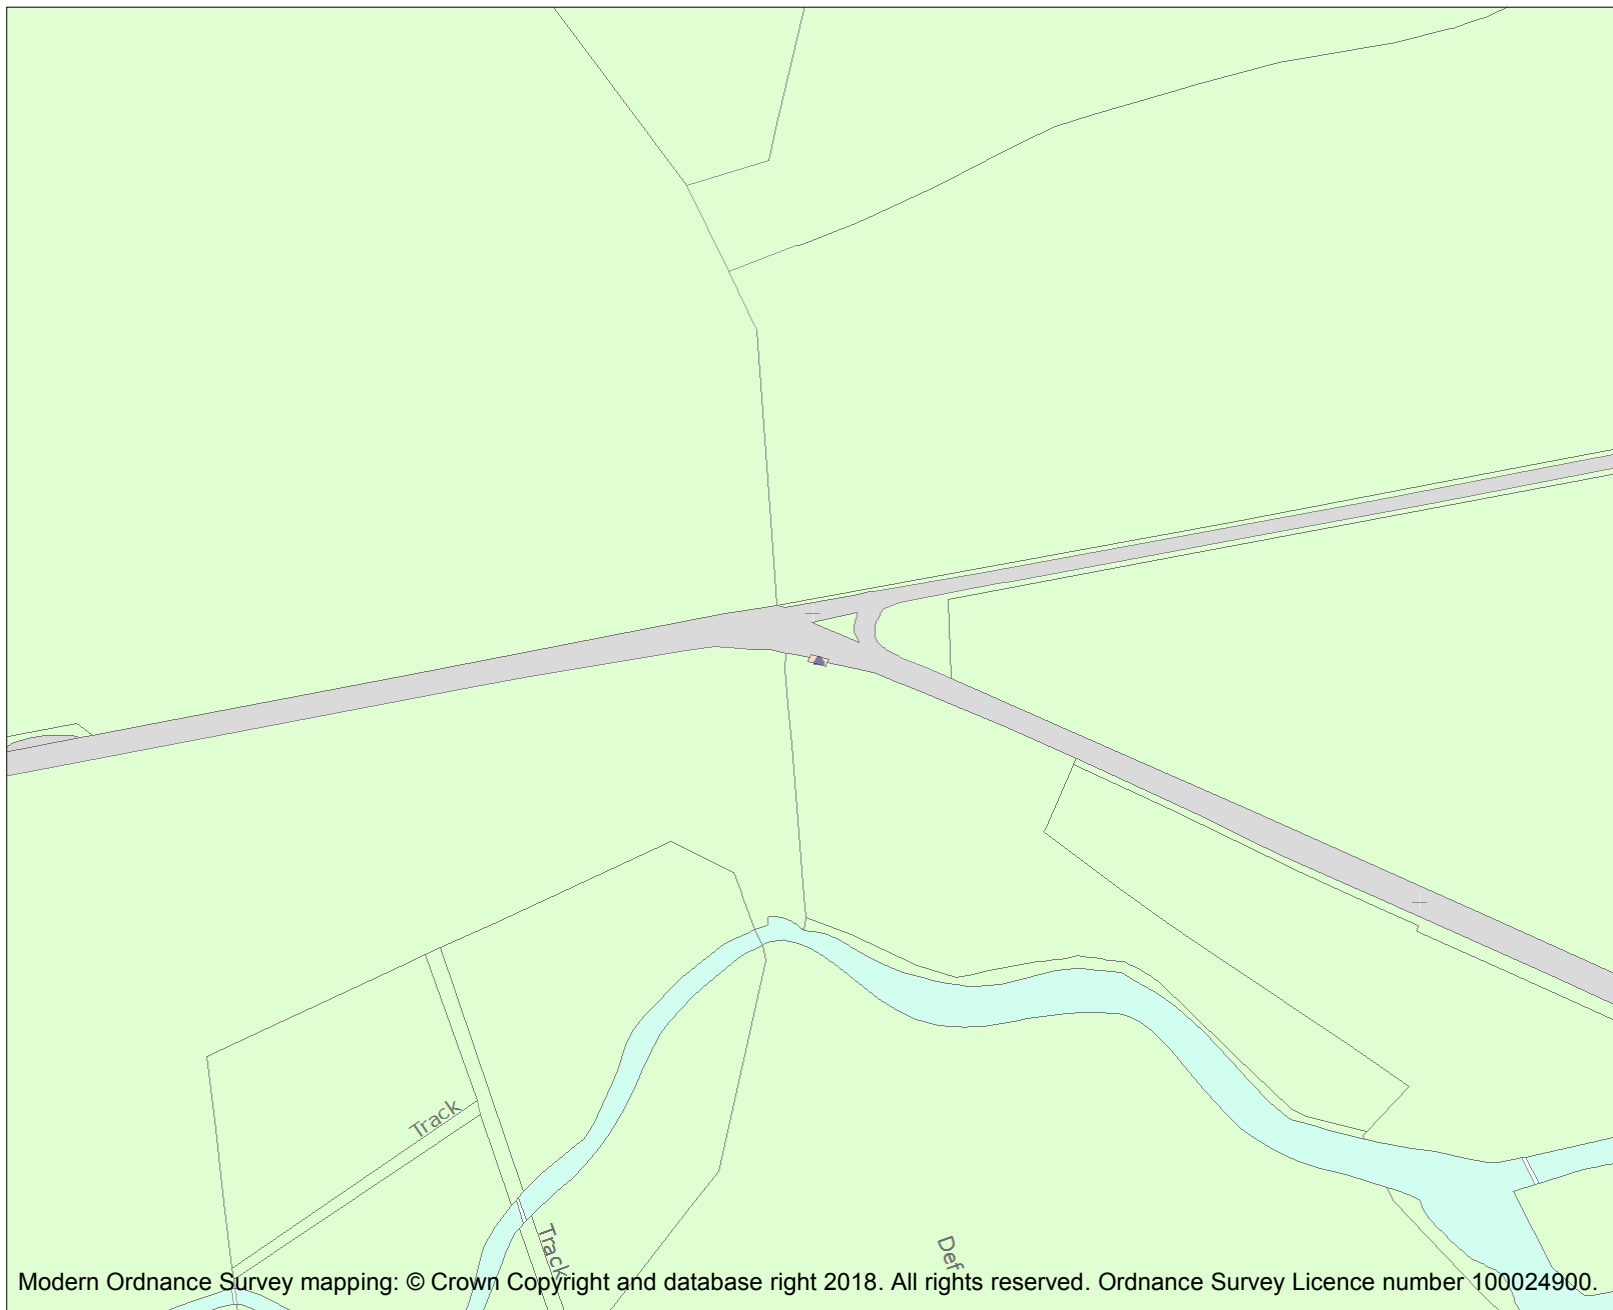 Track
Track
Def
Modern Ordnance Survey mapping: © Crown Copyright and database right 2018. All rights reserved. Ordnance Survey Licence number 100024900.